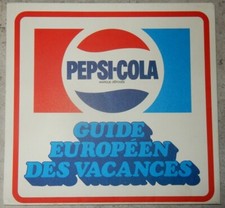 PEPSI-COLA
GUIDE
EUROPÉEN
DES VACANCES